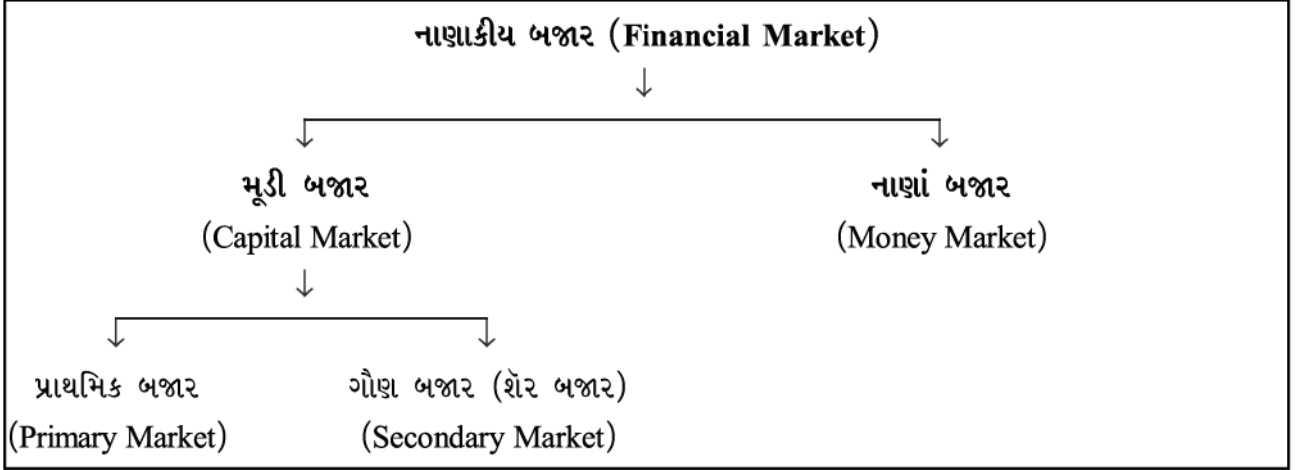 નાણાકીય બજાર (Financial Market)
મૂડી બજાર
(Capital Market)
નાણાં બજાર
(Money Market)
પ્રાથમિક બજાર
(Primary Market)
ગૌણ બજાર (શૅર બજાર)
(Secondary Market)